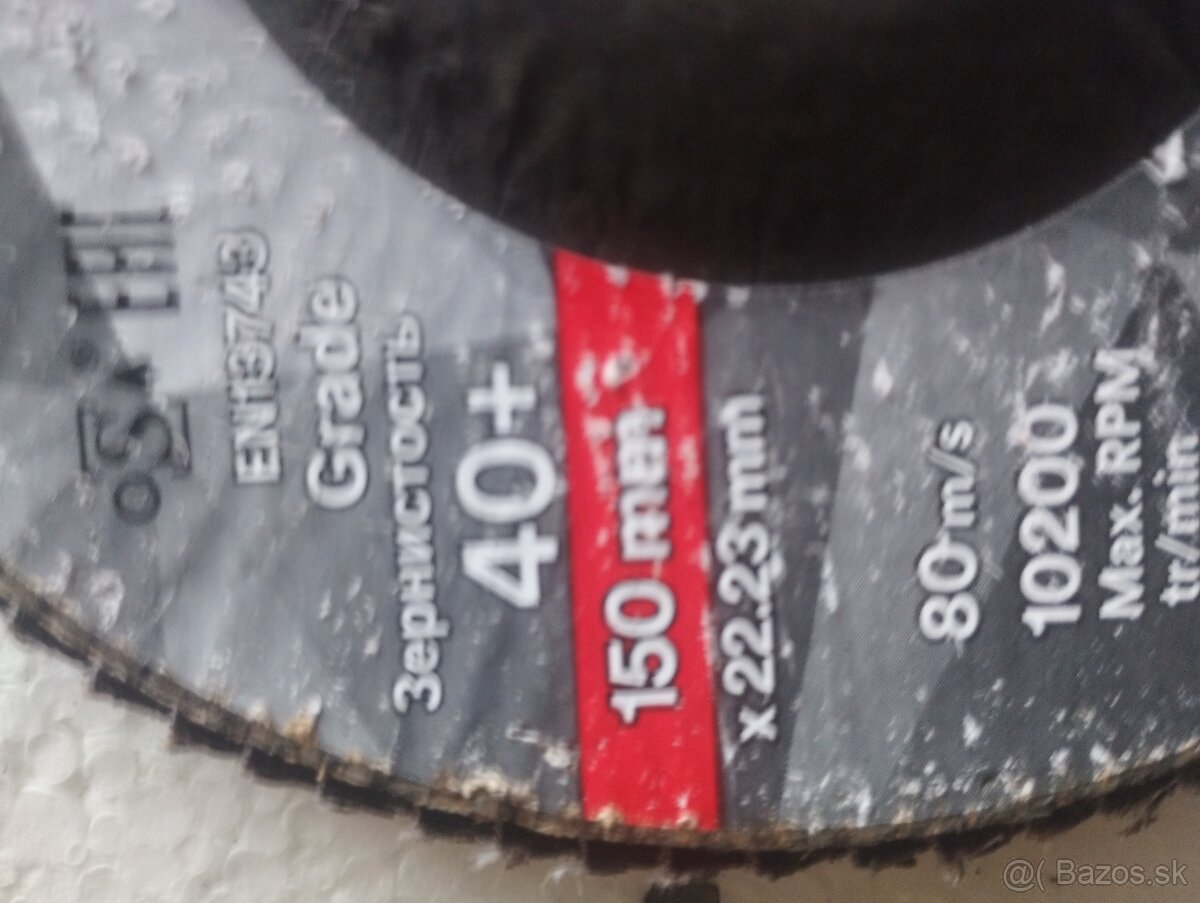 EN13743
Grade
Зернистость
40+
150 mm
x 22.23 mm
80 m/s
10200
Max. RPM
tr/min
@( Bazos.sk